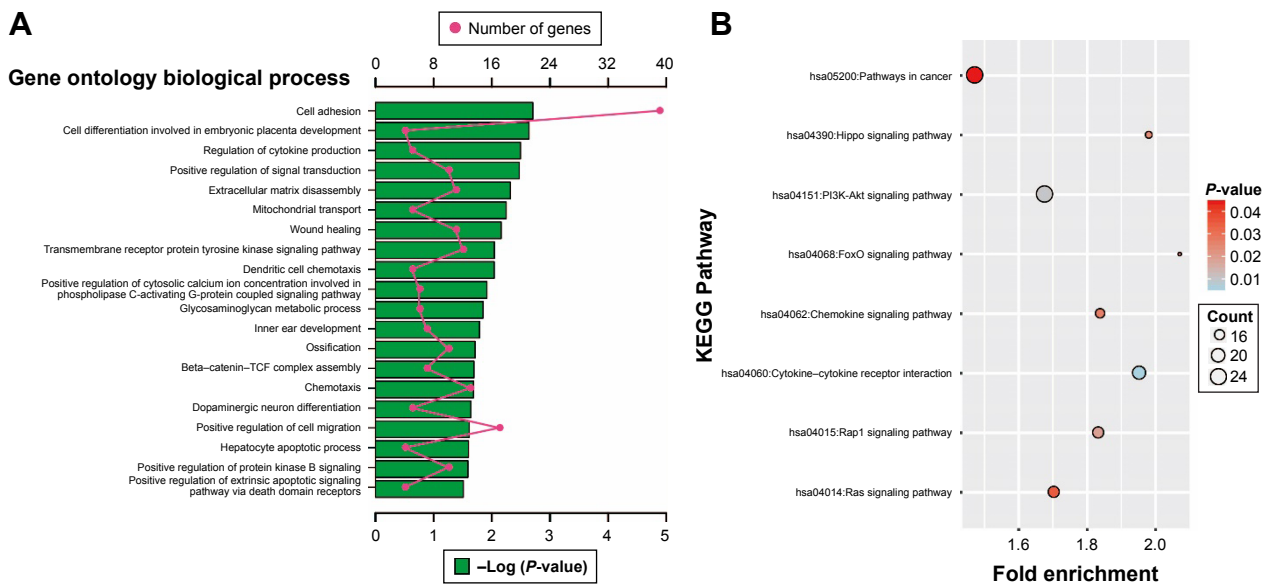 A
Number of genes
Gene ontology biological process
0 8 16 24 32 40
Cell adhesion
Cell differentiation involved in embryonic placenta development
Regulation of cytokine production
Positive regulation of signal transduction
Extracellular matrix disassembly
Mitochondrial transport
Wound healing
Transmembrane receptor protein tyrosine kinase signaling pathway
Dendritic cell chemotaxis
Positive regulation of cytosolic calcium ion concentration involved in
phospholipase C-activating G-protein coupled signaling pathway
Glycosaminoglycan metabolic process
Inner ear development
Ossification
Beta–catenin–TCF complex assembly
Chemotaxis
Dopaminergic neuron differentiation
Positive regulation of cell migration
Hepatocyte apoptotic process
Positive regulation of protein kinase B signaling
Positive regulation of extrinsic apoptotic signaling
pathway via death domain receptors
0 1 2 3 4 5
–Log (P-value)
B
KEGG Pathway
hsa05200:Pathways in cancer
hsa04390:Hippo signaling pathway
hsa04151:PI3K-Akt signaling pathway
hsa04068:FoxO signaling pathway
hsa04062:Chemokine signaling pathway
hsa04060:Cytokine–cytokine receptor interaction
hsa04015:Rap1 signaling pathway
hsa04014:Ras signaling pathway
1.6 1.8 2.0
Fold enrichment
P-value
0.04
0.03
0.02
0.01
Count
16
20
24